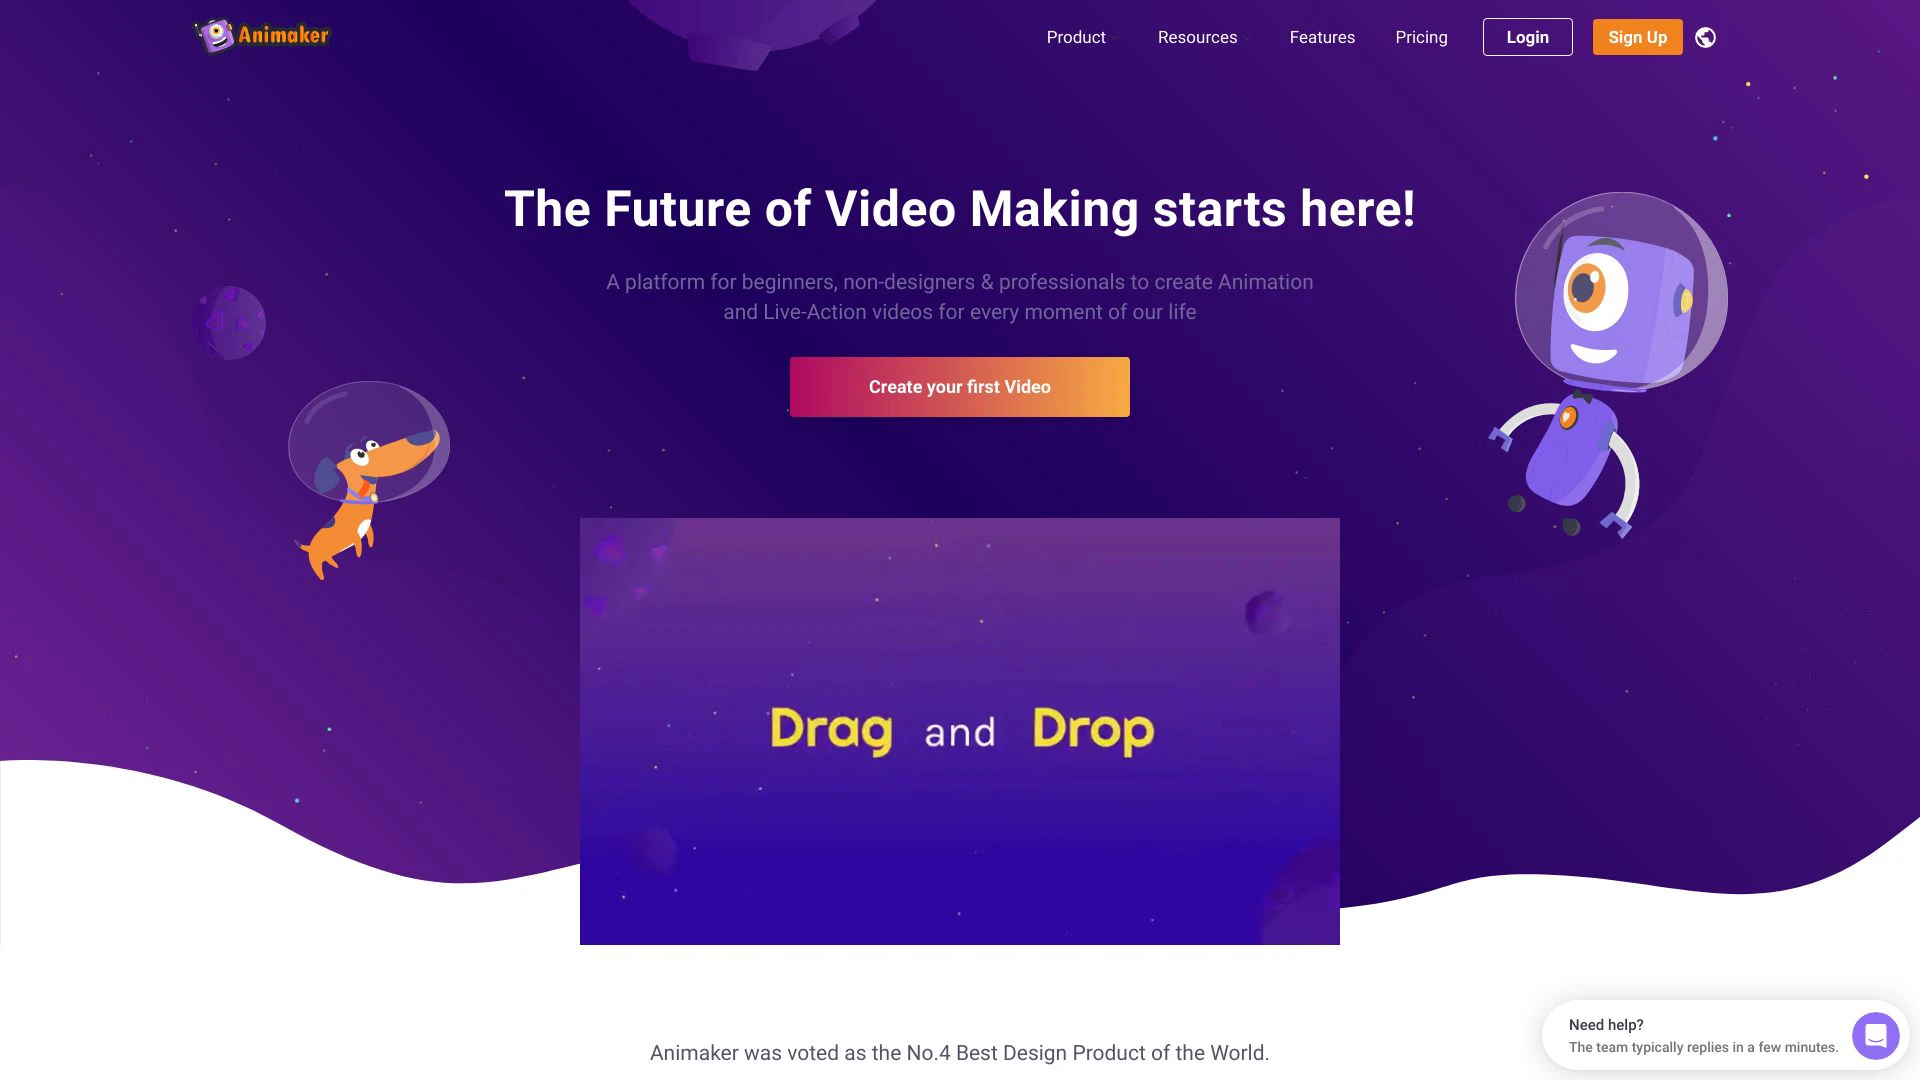 Animaker
Product
Resources
Features
Pricing
Login
Sign Up
The Future of Video Making starts here!
A platform for beginners, non-designers & professionals to create Animation
and Live-Action videos for every moment of our life
Create your first Video
Drag and Drop
Animaker was voted as the No.4 Best Design Product of the World.
Need help?
The team typically replies in a few minutes.